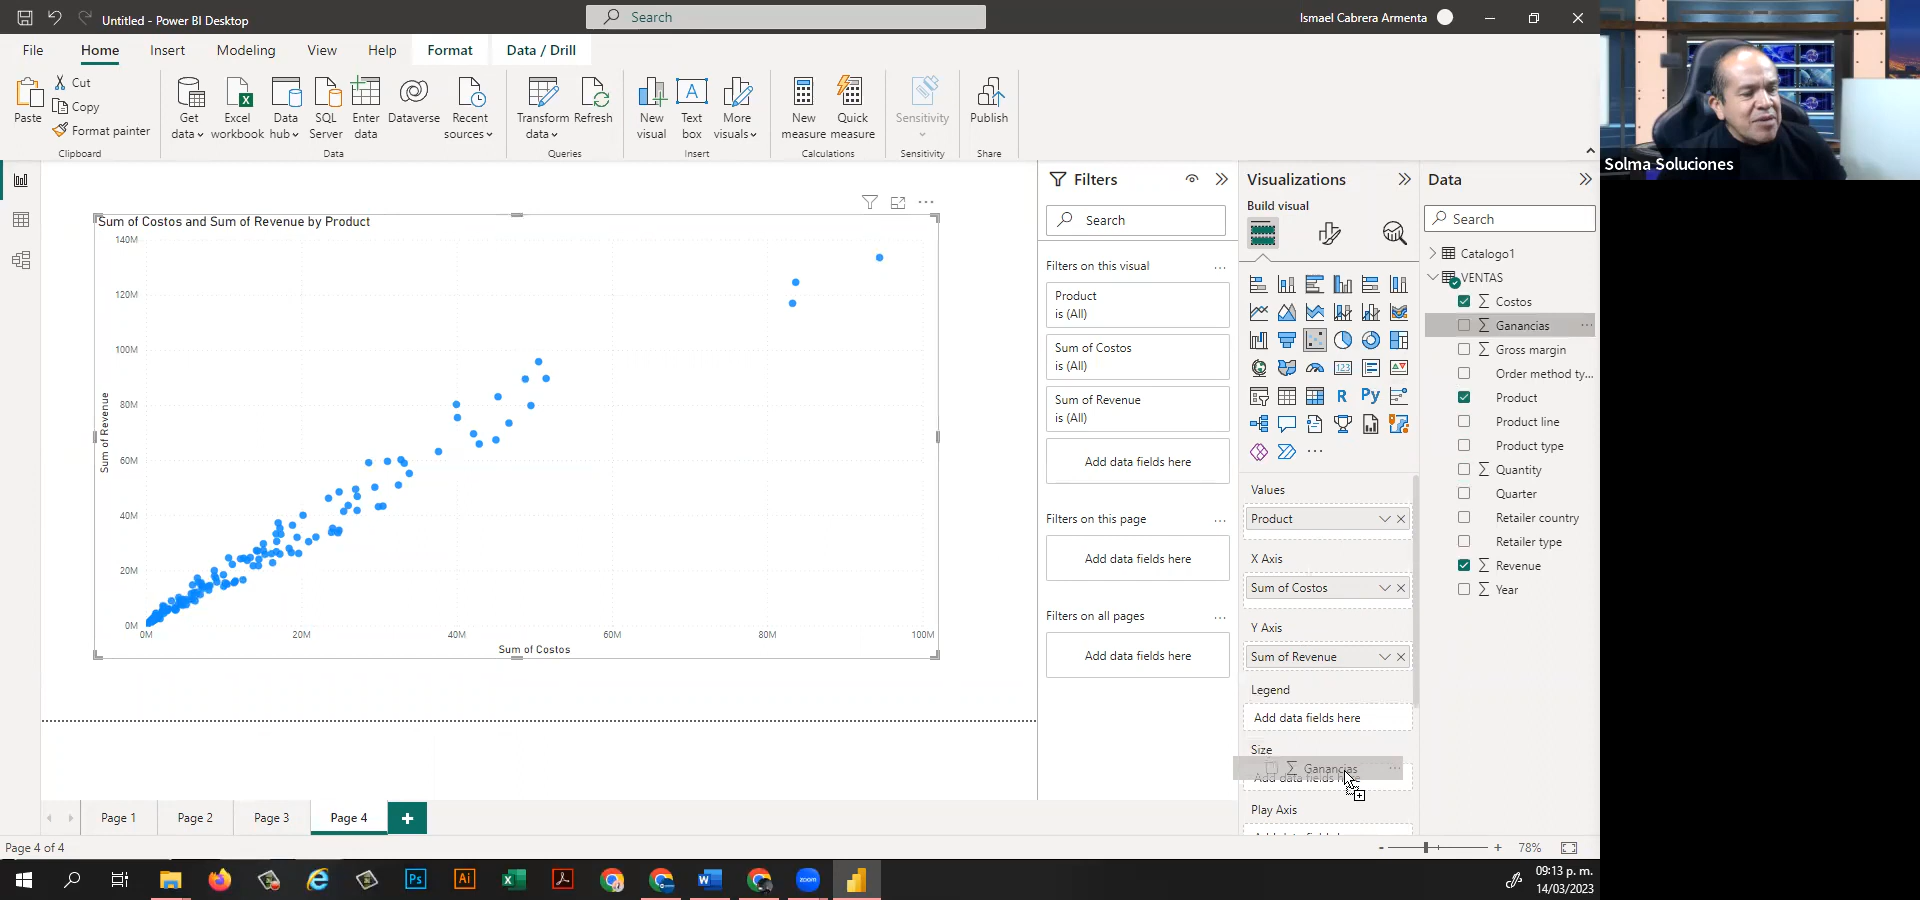 Untitled - Power BI Desktop
Search
Ismael Cabrera Armenta
File
Home
Insert
Modeling
View
Help
Format
Data / Drill
Paste
Cut
Copy
Format painter
Clipboard
Get data
Excel workbook
Data hub
SQL Server
Enter data
Dataverse
Recent sources
Data
Transform data
Refresh
Queries
New visual
Text box
More visuals
Insert
New measure
Quick measure
Calculations
Sensitivity
Sensitivity
Publish
Share
Solma Soluciones
Sum of Costos and Sum of Revenue by Product
140M
120M
100M
80M
60M
40M
20M
0M
Sum of Revenue
0M
20M
40M
60M
80M
100M
Sum of Costos
Filters
Search
Filters on this visual
Product
is (All)
Sum of Costos
is (All)
Sum of Revenue
is (All)
Add data fields here
Filters on this page
Add data fields here
Filters on all pages
Add data fields here
Visualizations
Build visual
123
R
Py
Values
Product
X Axis
Sum of Costos
Y Axis
Sum of Revenue
Legend
Add data fields here
Size
Ganancias
Add data fields here
Play Axis
Data
Search
Catalogo1
VENTAS
Costos
Ganancias
Gross margin
Order method ty...
Product
Product line
Product type
Quantity
Quarter
Retailer country
Retailer type
Revenue
Year
Page 1
Page 2
Page 3
Page 4
Page 4 of 4
78%
Ps
Ai
zoom
09:13 p. m.
14/03/2023